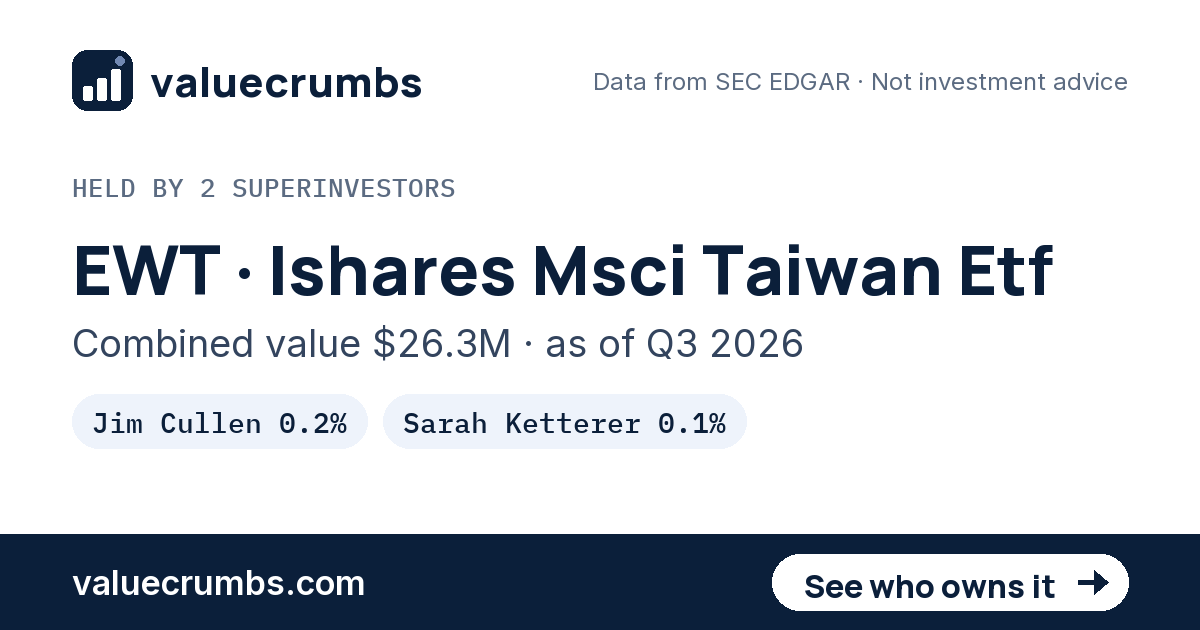 valuecrumbs
Data from SEC EDGAR · Not investment advice
HELD BY 2 SUPERINVESTORS
EWT · Ishares Msci Taiwan Etf
Combined value $26.3M · as of Q3 2026
Jim Cullen 0.2%
Sarah Ketterer 0.1%
valuecrumbs.com
See who owns it →